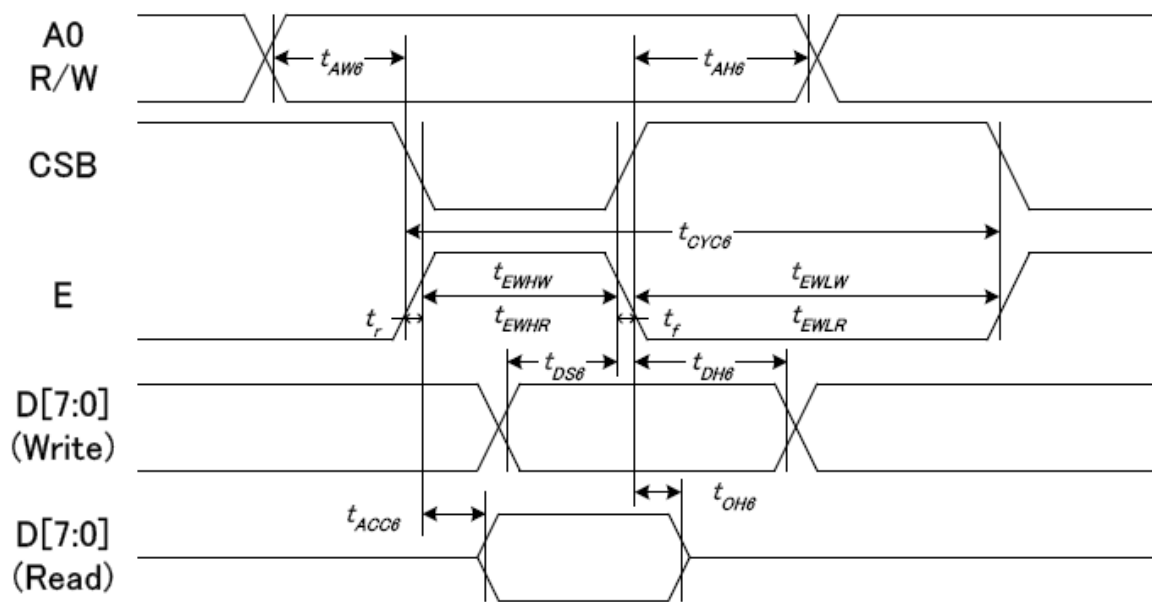 A0
R/W
t_AW6
t_AH6
CSB
t_CYC6
E
t_EWHW
t_EWLW
t_r
t_EWHR
t_f
t_EWLR
t_DS6
t_DH6
D[7:0]
(Write)
t_OH6
t_ACC6
D[7:0]
(Read)